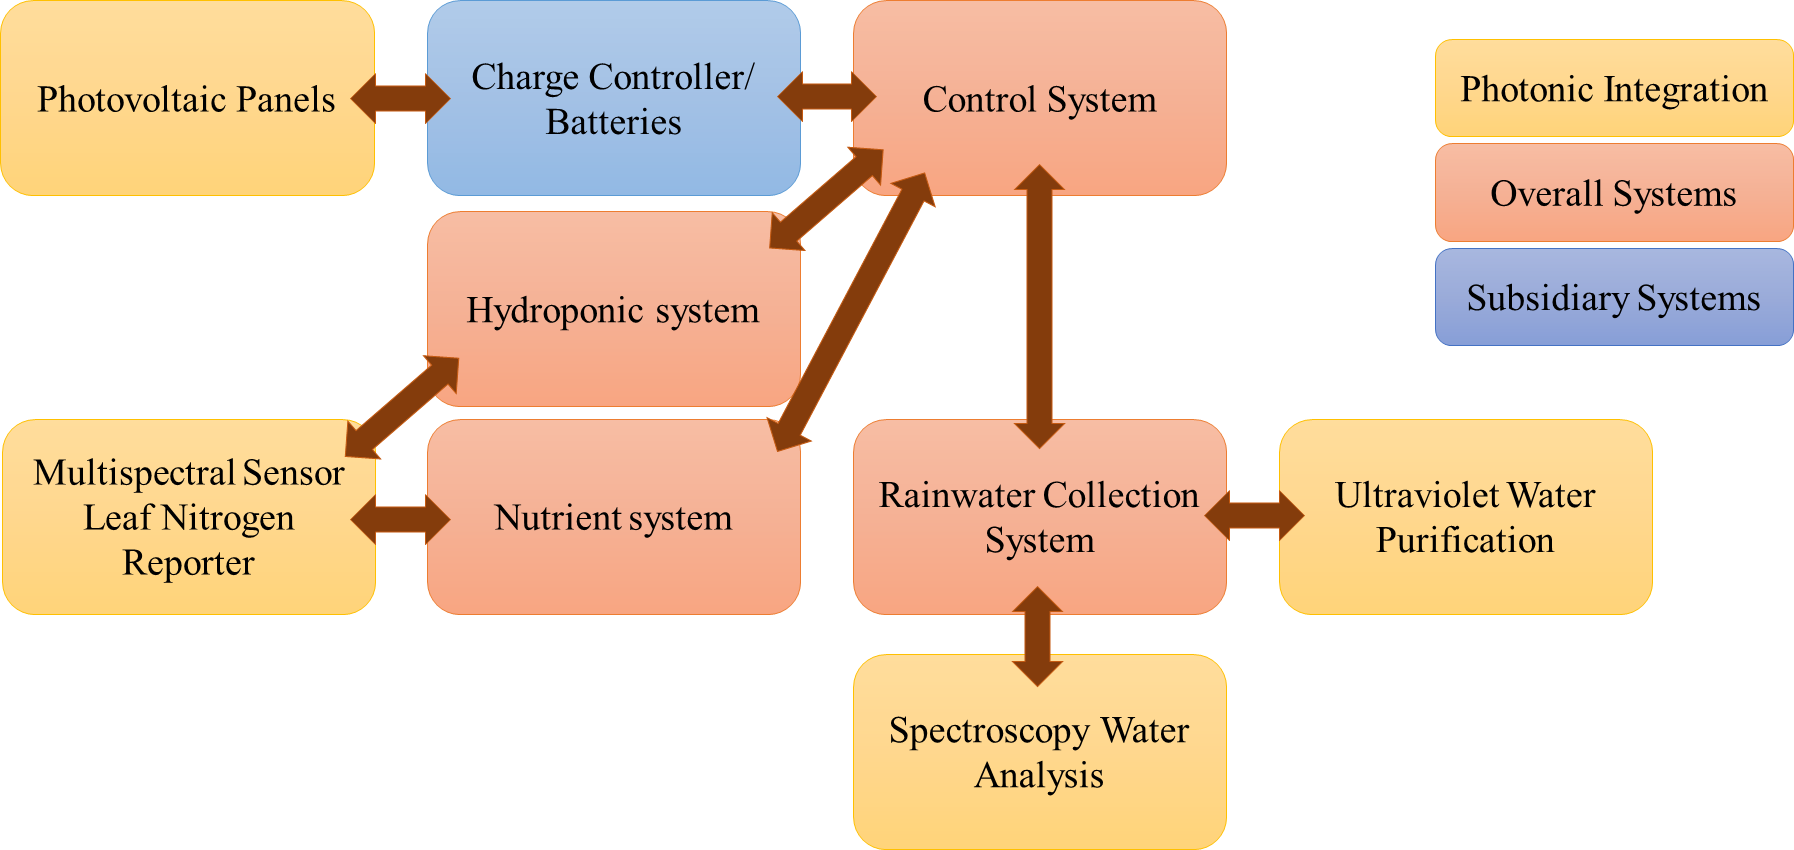 Photovoltaic Panels
Charge Controller/
Batteries
Control System
Photonic Integration
Overall Systems
Subsidiary Systems
Hydroponic system
Multispectral Sensor
Leaf Nitrogen
Reporter
Nutrient system
Rainwater Collection
System
Ultraviolet Water
Purification
Spectroscopy Water
Analysis